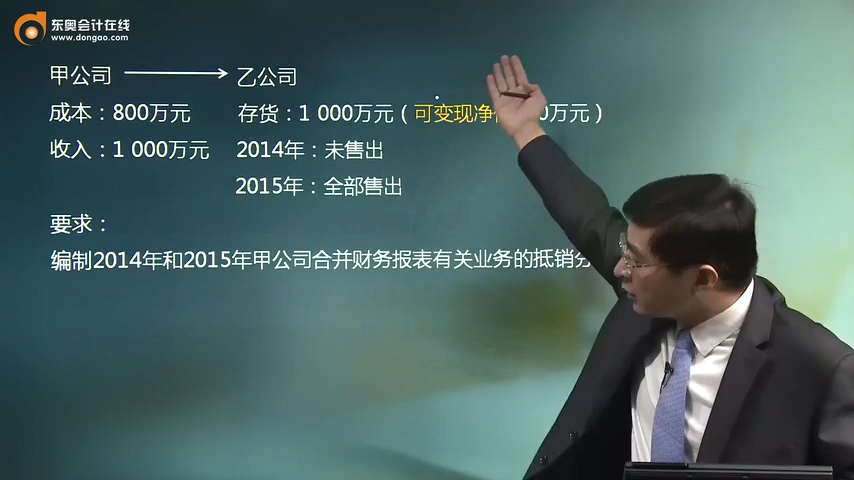 东奥会计在线
www.dongao.com
甲公司 乙公司
成本：800万元 存货：1 000万元（可变现净 0万元）
收入：1 000万元 2014年：未售出
2015年：全部售出
要求：
编制2014年和2015年甲公司合并财务报表有关业务的抵销